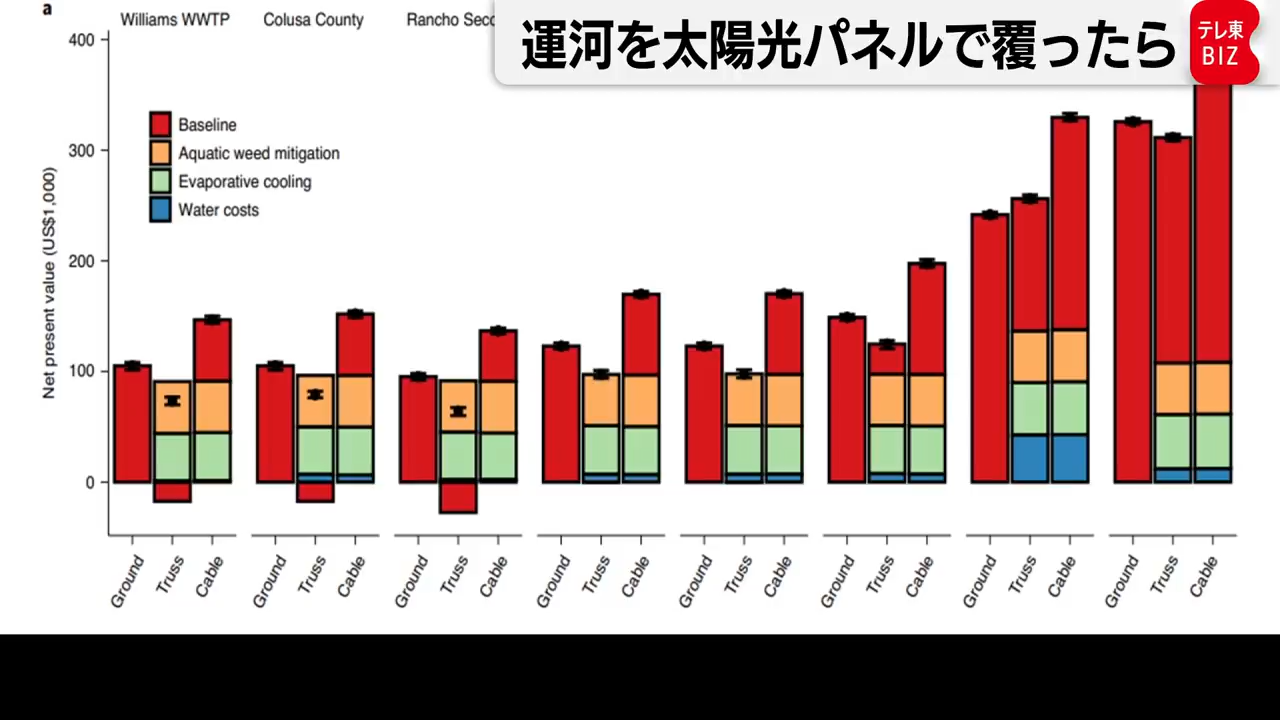 a
Williams WWTP
Colusa County
Rancho Seco
運河を太陽光パネルで覆ったら
テレ東
BIZ
400
300
200
100
0
Net present value (US$1,000)
Baseline
Aquatic weed mitigation
Evaporative cooling
Water costs
Ground
Truss
Cable
Ground
Truss
Cable
Ground
Truss
Cable
Ground
Truss
Cable
Ground
Truss
Cable
Ground
Truss
Cable
Ground
Truss
Cable
Ground
Truss
Cable